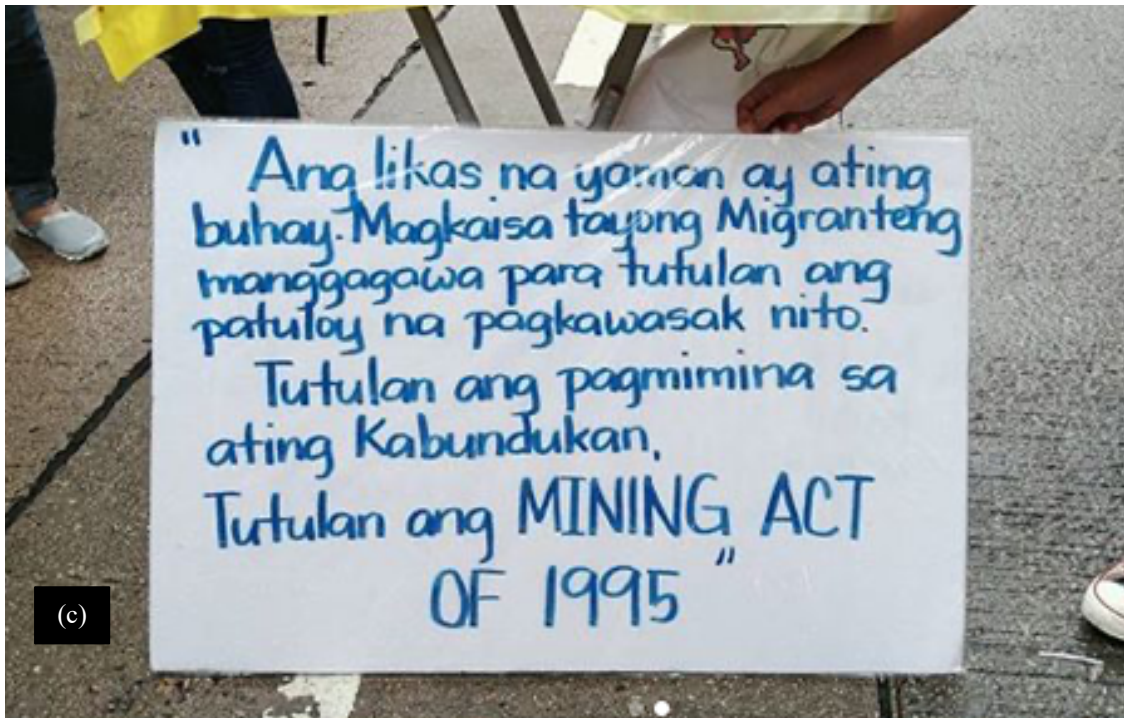 " Ang likas na yaman ay ating
buhay. Magkaisa tayong Migranteng
manggagawa para tutulan ang
patuloy na pagkawasak nito.
Tutulan ang pagmimina sa
ating Kabundukan,
Tutulan ang MINING ACT
OF 1995 "
(c)